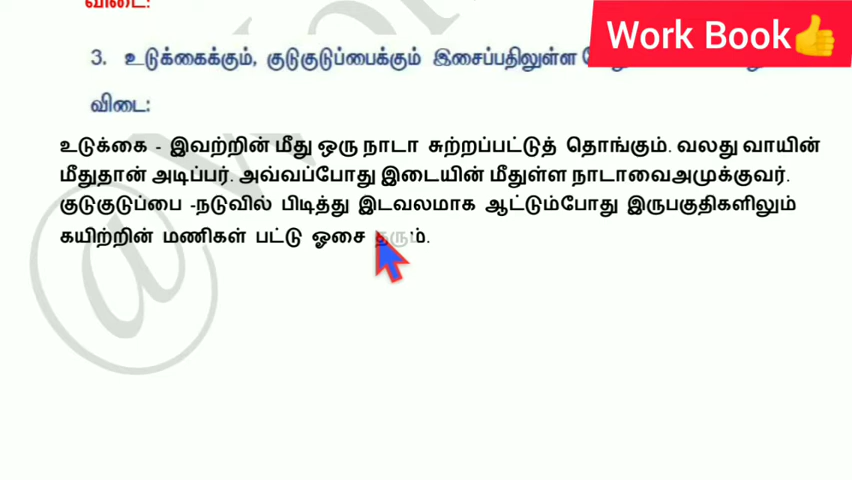 விடை:
Work Book👍
3. உடுக்கைக்கும், குடுகுடுப்பைக்கும் இசைப்பதிலுள்ள
விடை:
உடுக்கை - இவற்றின் மீது ஒரு நாடா சுற்றப்பட்டுத் தொங்கும். வலது வாயின்
மீதுதான் அடிப்பர். அவ்வப்போது இடையின் மீதுள்ள நாடாவைஅமுக்குவர்.
குடுகுடுப்பை -நடுவில் பிடித்து இடவலமாக ஆட்டும்போது இருபகுதிகளிலும்
கயிற்றின் மணிகள் பட்டு ஓசை தரும்.